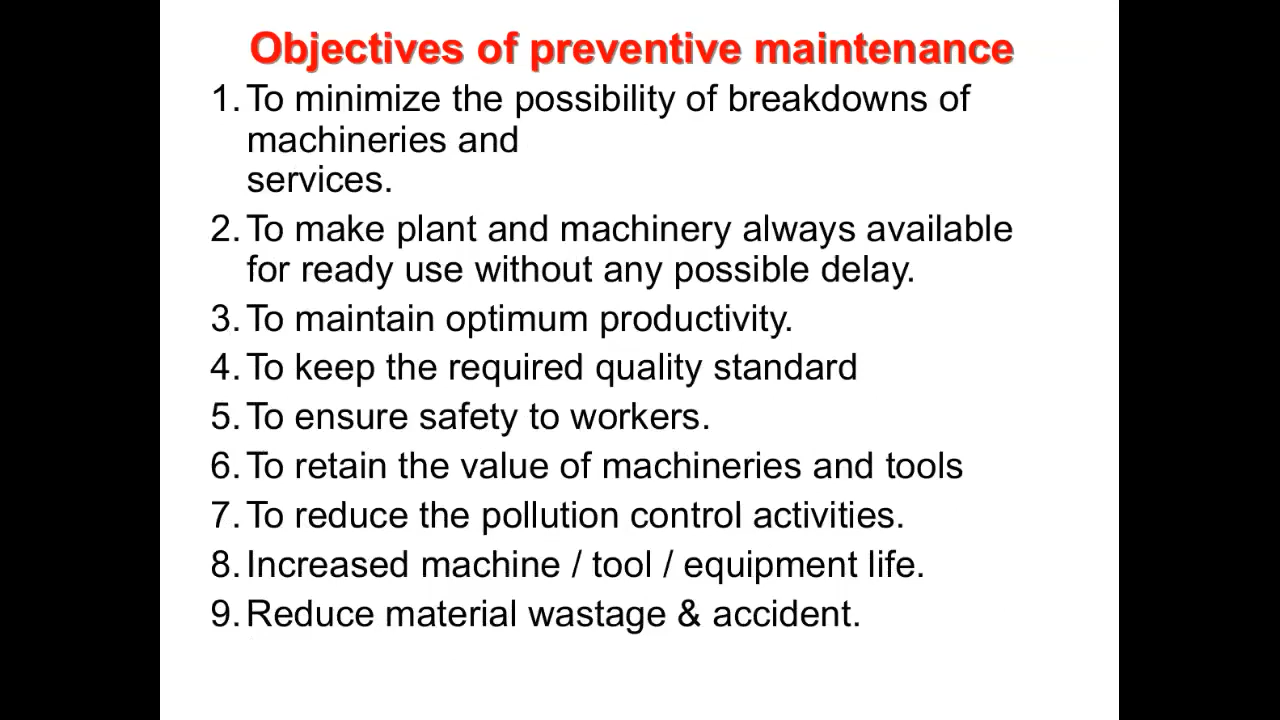 Objectives of preventive maintenance
1. To minimize the possibility of breakdowns of
machineries and
services.
2. To make plant and machinery always available
for ready use without any possible delay.
3. To maintain optimum productivity.
4. To keep the required quality standard
5. To ensure safety to workers.
6. To retain the value of machineries and tools
7. To reduce the pollution control activities.
8. Increased machine / tool / equipment life.
9. Reduce material wastage & accident.